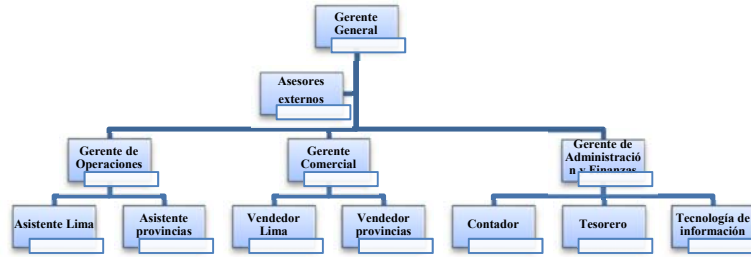 Gerente
General
Asesores
externos
Gerente de
Operaciones
Gerente
Comercial
Gerente de
Administració
n y Finanzas
Asistente Lima
Asistente
provincias
Vendedor
Lima
Vendedor
provincias
Contador
Tesorero
Tecnología de
información